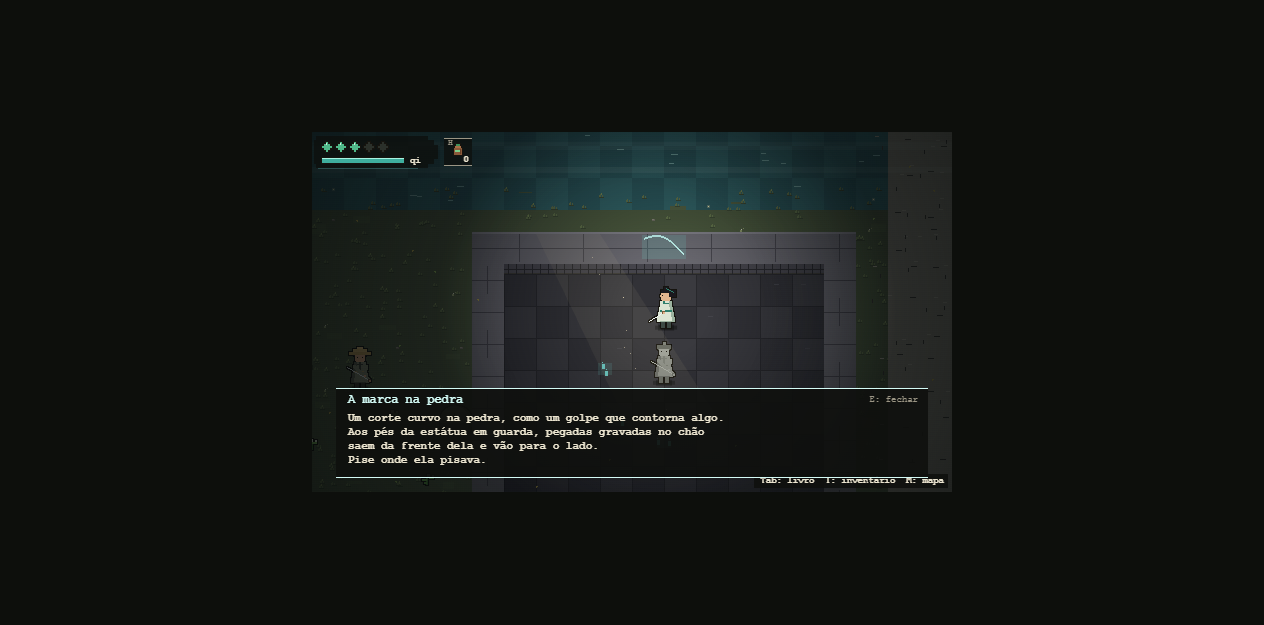 qi
H
0
A marca na pedra
E: fechar
Um corte curvo na pedra, como um golpe que contorna algo.
Aos pés da estátua em guarda, pegadas gravadas no chão
saem da frente dela e vão para o lado.
Pise onde ela pisava.
Tab: livro I: inventário M: mapa